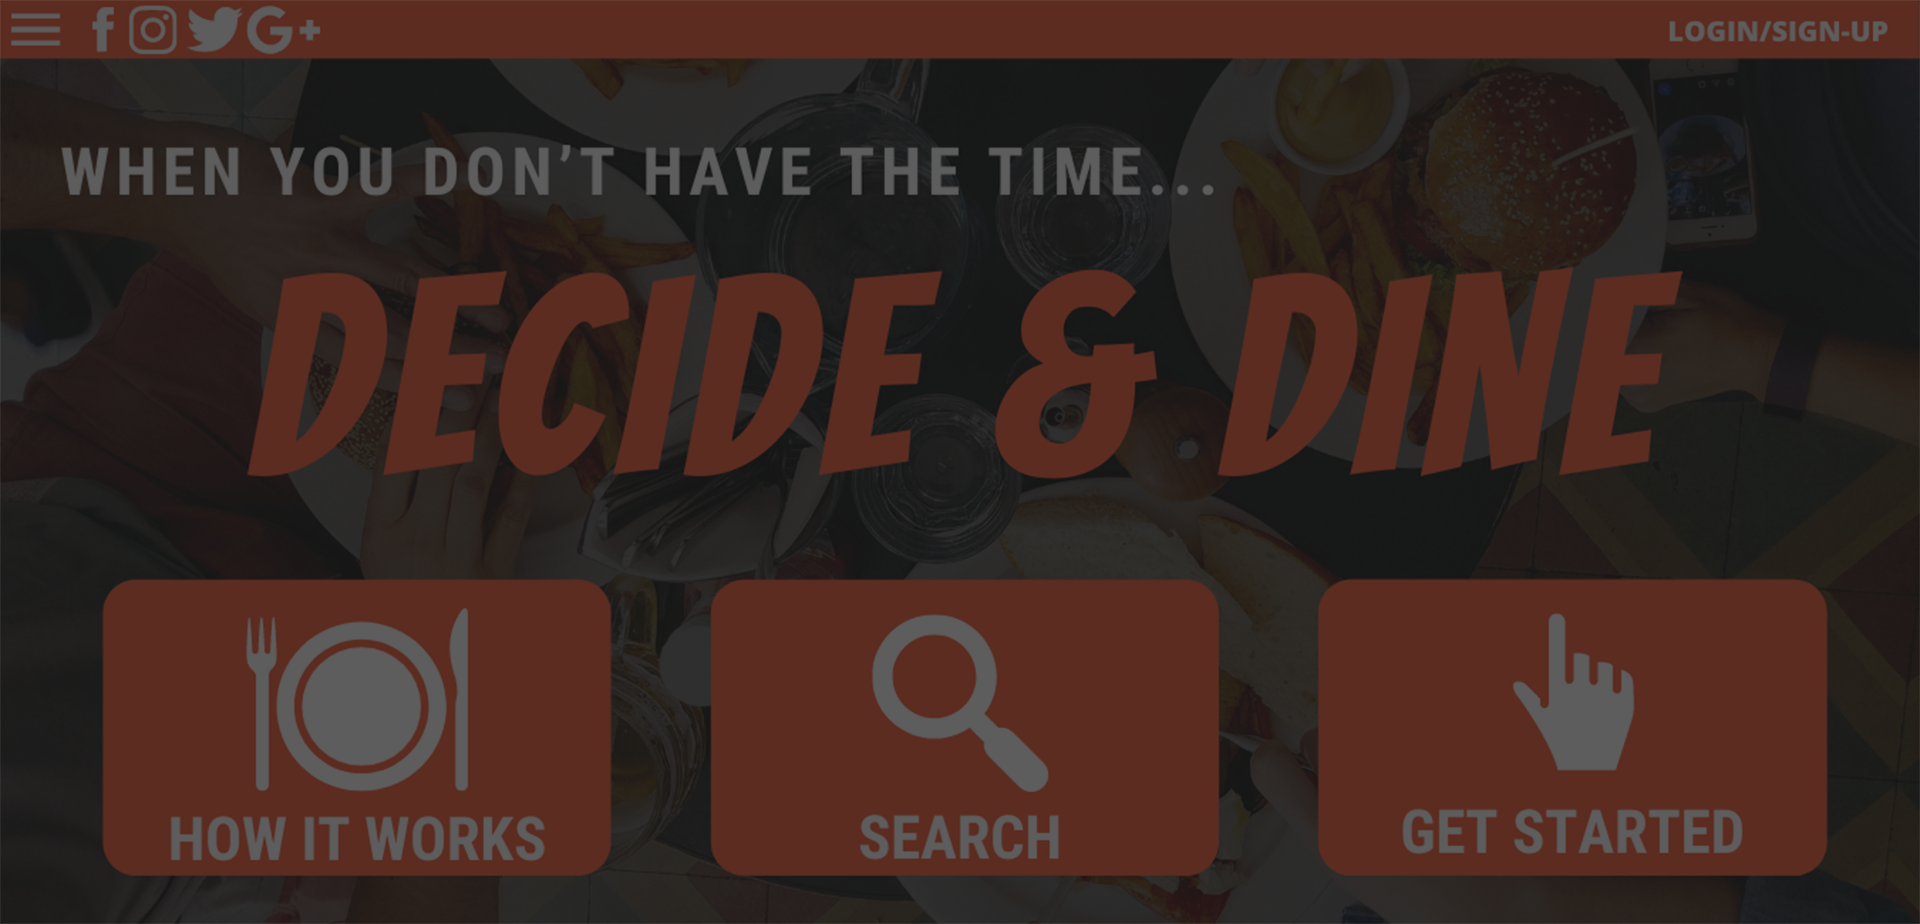 LOGIN/SIGN-UP
WHEN YOU DON’T HAVE THE TIME...
DECIDE & DINE
HOW IT WORKS
SEARCH
GET STARTED